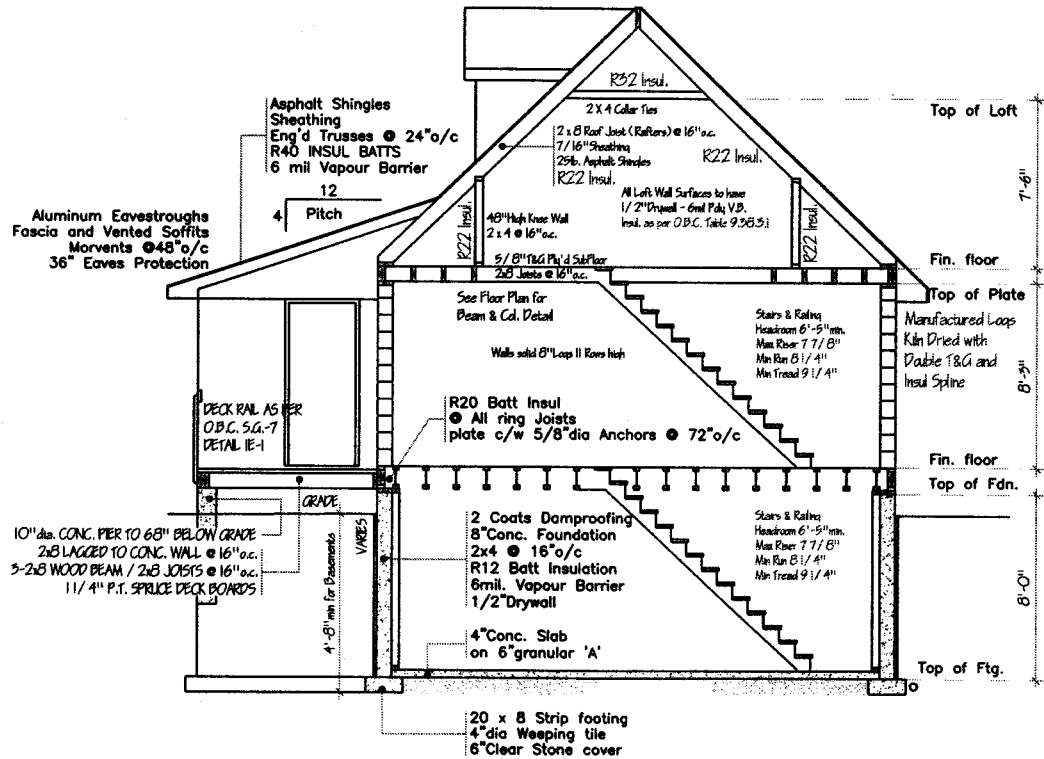 R32 Insul.
2 X 4 Collar Ties
Top of Loft
Asphalt Shingles
Sheathing
Eng'd Trusses @ 24"o/c
R40 INSUL BATTS
6 mil Vapour Barrier
2 x 8 Roof Joist (Rafters) @ 16"o.c.
7/16"Sheathing
25lb. Asphalt Shingles
R22 Insul.
R22 Insul.
7'-6"
12
4
Pitch
All Loft Wall Surfaces to have
1/2"Drywall - 6mil Poly V.B.
Insul. as per O.B.C. Table 9.38.3.1
Aluminum Eavestroughs
Fascia and Vented Soffits
Morvents @48"o/c
36" Eaves Protection
R22 Insul.
48"High Knee Wall
2 x 4 @ 16"o.c.
R22 Insul.
5/8"T&G Ply'd SubFloor
2x8 Joists @ 16"o.c.
Fin. floor
Top of Plate
See Floor Plan for
Beam & Col. Detail
Walls solid 8"Logs 11 Rows high
Stairs & Railing
Headroom 6'-5"min.
Max Riser 7 7/8"
Min Run 8 1/4"
Min Tread 9 1/4"
Manufactured Logs
Kiln Dried with
Double T&G and
Insul Spline
8'-3"
DECK RAIL AS PER
O.B.C. S.G.-7
DETAIL IE-1
R20 Batt Insul
@ All ring Joists
plate c/w 5/8"dia Anchors @ 72"o/c
Fin. floor
Top of Fdn.
GRADE
10"dia. CONC. PIER TO 68" BELOW GRADE
2x8 LAGGED TO CONC. WALL @ 16"o.c.
3-2x8 WOOD BEAM / 2x8 JOISTS @ 16"o.c.
1 1/4" P.T. SPRUCE DECK BOARDS
VARIES
4'-8"min for Basements
2 Coats Damproofing
8"Conc. Foundation
2x4 @ 16"o/c
R12 Batt Insulation
6mil. Vapour Barrier
1/2"Drywall
Stairs & Railing
Headroom 6'-5"min.
Max Riser 7 7/8"
Min Run 8 1/4"
Min Tread 9 1/4"
8'-0"
4"Conc. Slab
on 6"granular 'A'
Top of Ftg.
20 x 8 Strip footing
4"dia Weeping tile
6"Clear Stone cover